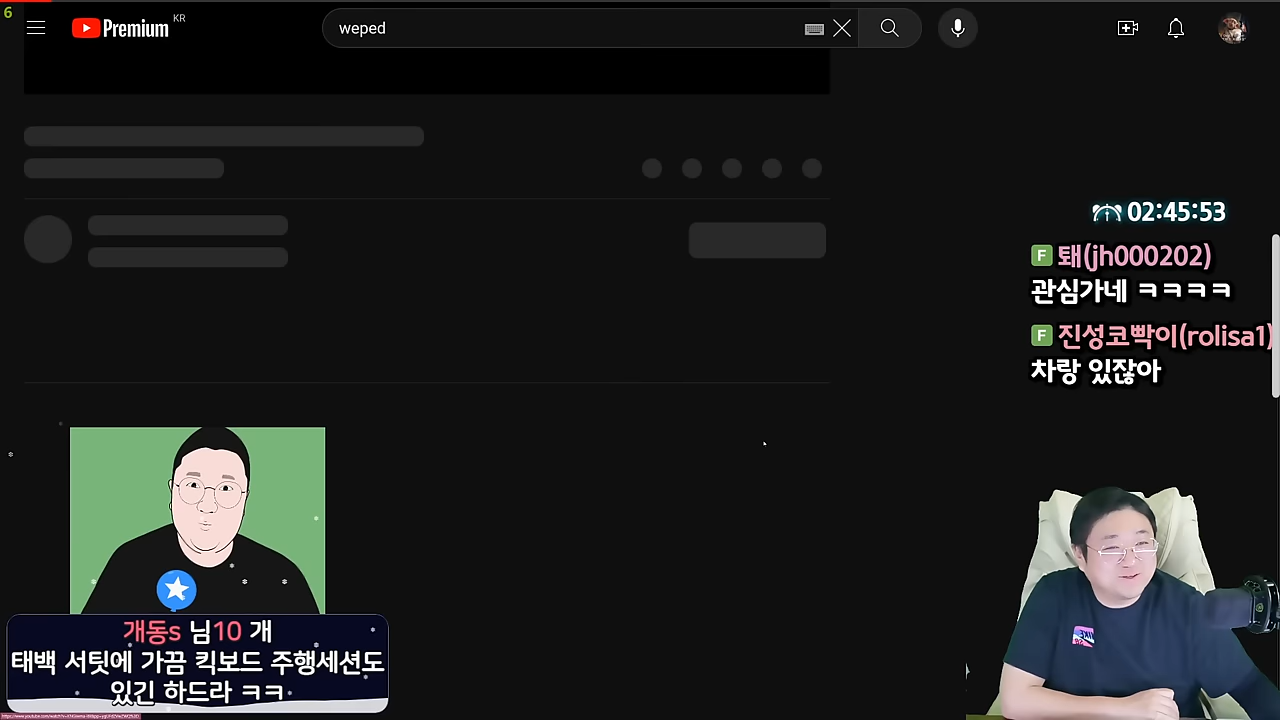 6
Premium KR
weped
02:45:53
F 퇘(jh000202)
관심가네 ㅋㅋㅋㅋ
F 진성코빡이(rolisa1)
차랑 있잖아
개동s 님10 개
태백 서킷에 가끔 킥보드 주행세션도
있긴 하드라 ㅋㅋ